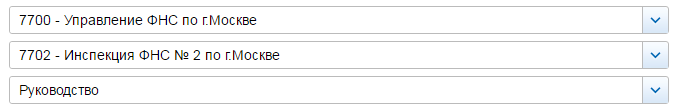 7700 - Управление ФНС по г.Москве
7702 - Инспекция ФНС № 2 по г.Москве
Руководство